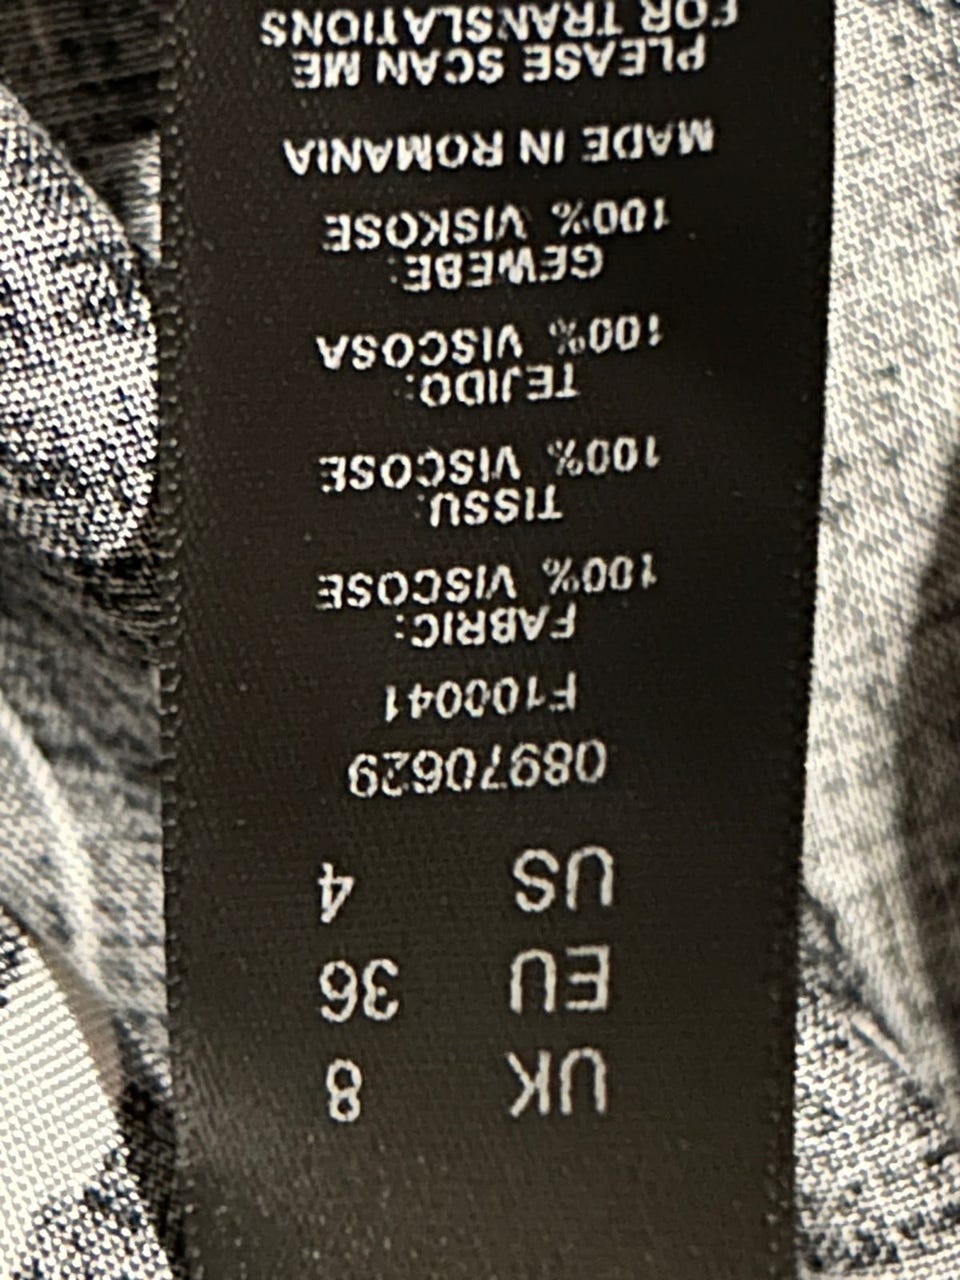 UK 8
EU 36
US 4
08970629
F100041
FABRIC:
100% VISCOSE
TISSU:
100% VISCOSE
TEJIDO:
100% VISCOSA
GEWEBE:
100% VISKOSE
MADE IN ROMANIA
PLEASE SCAN ME
FOR TRANSLATIONS